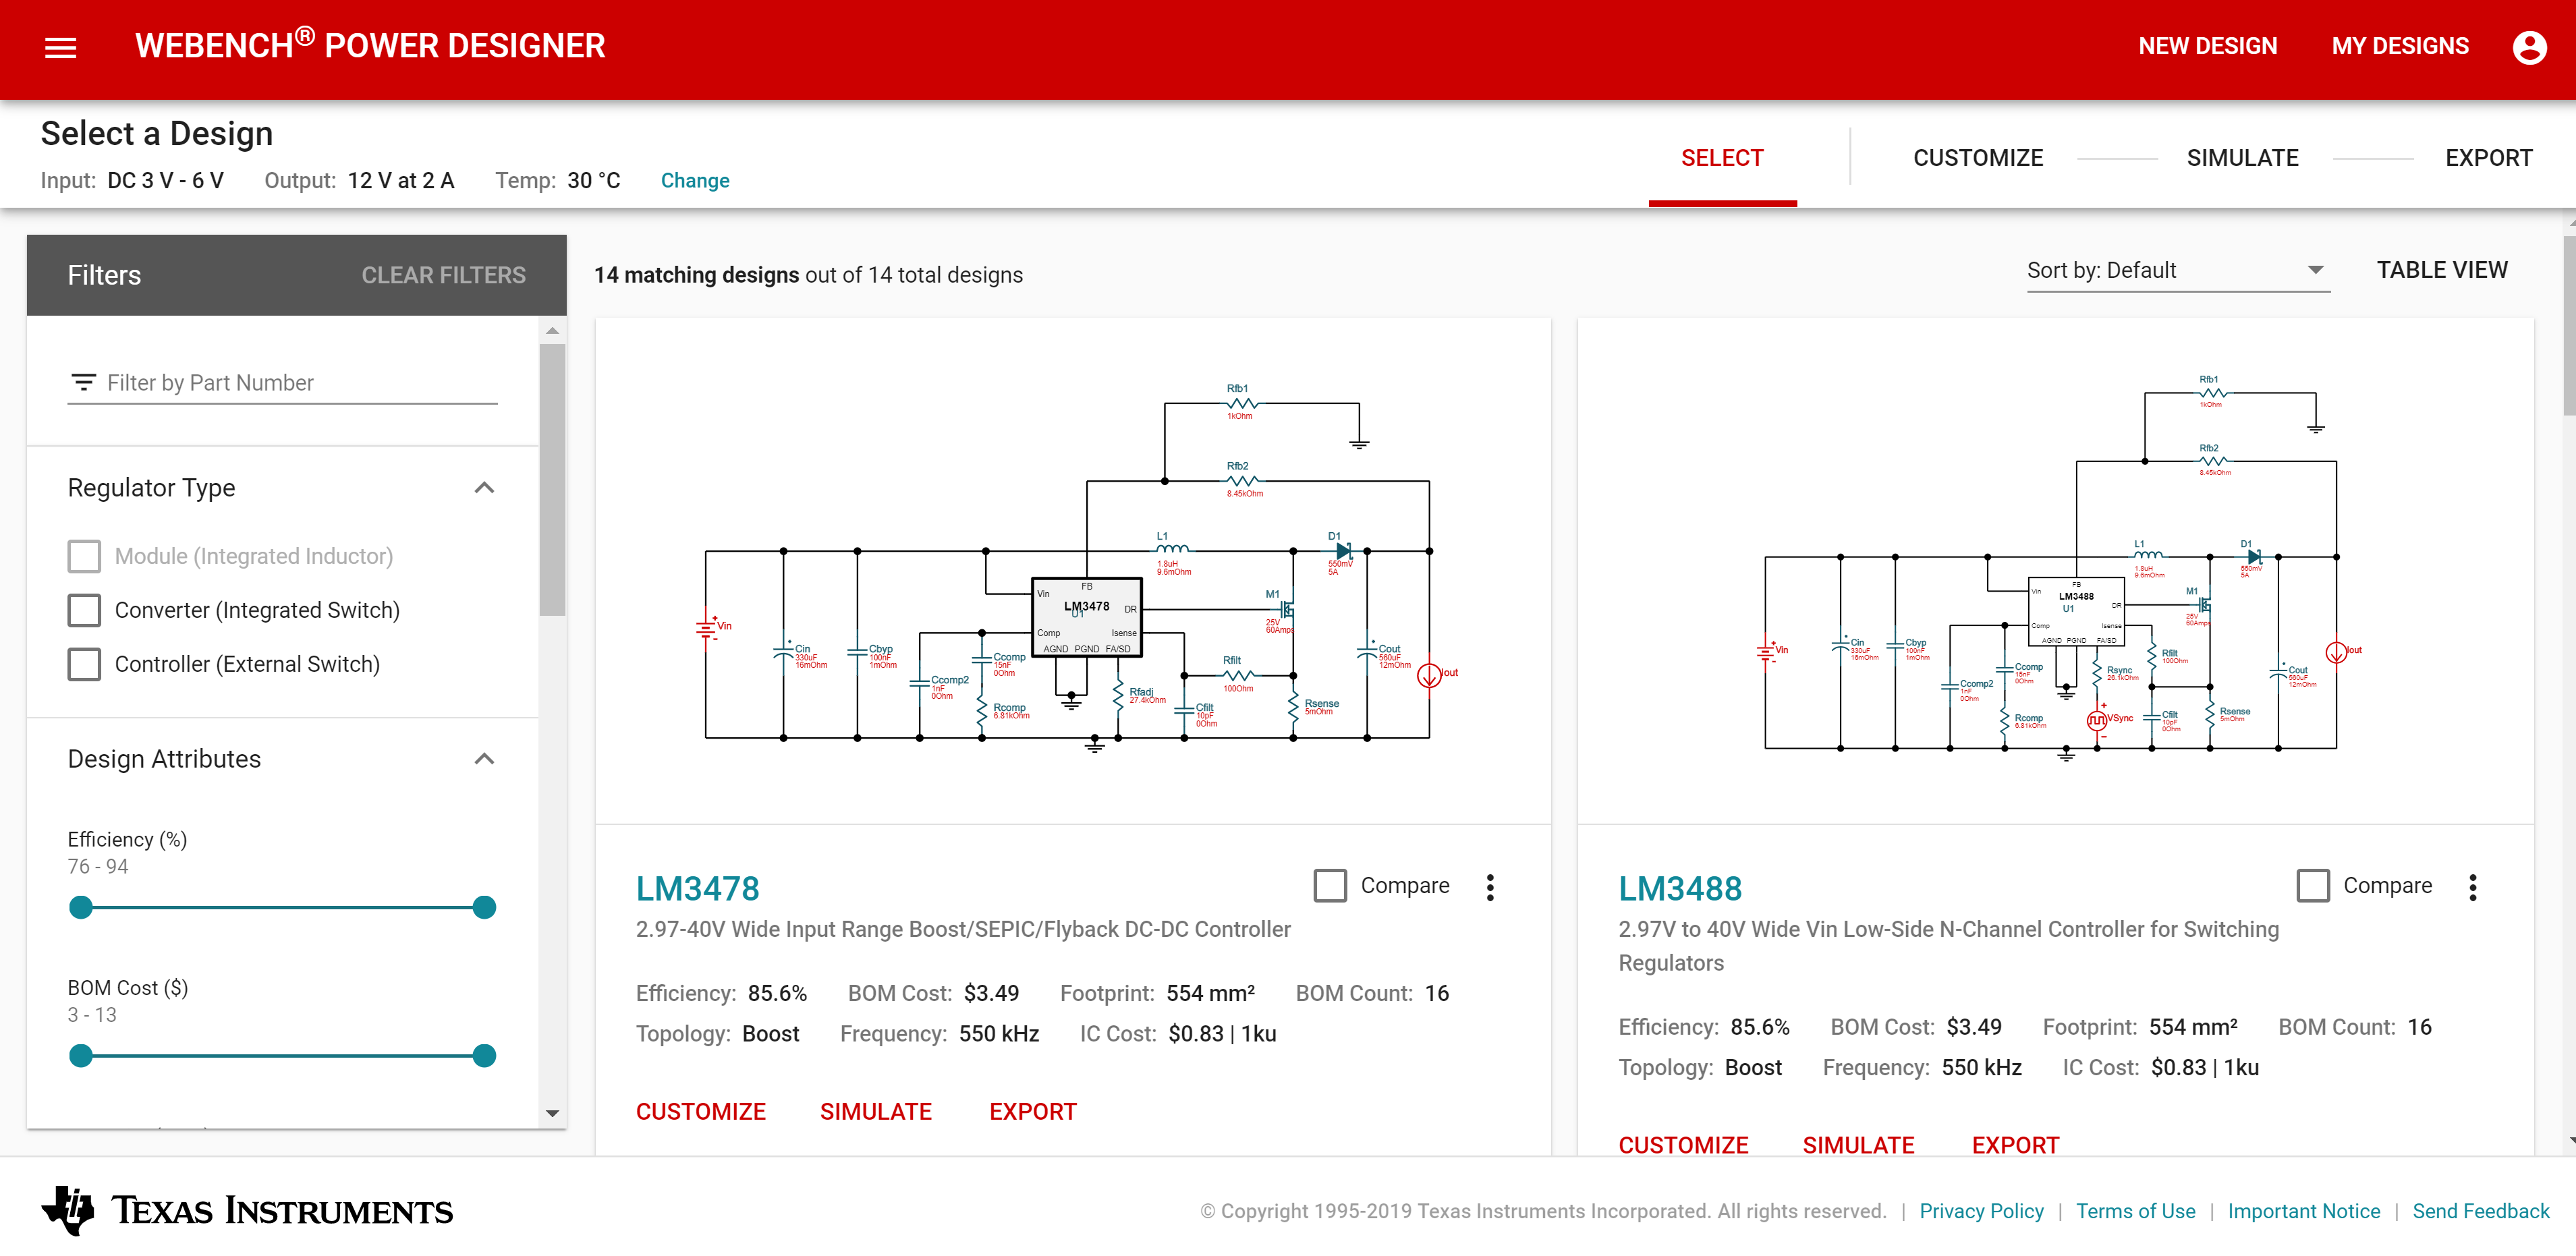 WEBENCH® POWER DESIGNER
NEW DESIGN
MY DESIGNS
Select a Design
Input: DC 3 V - 6 V Output: 12 V at 2 A Temp: 30 °C Change
SELECT
CUSTOMIZE
SIMULATE
EXPORT
Filters
CLEAR FILTERS
Filter by Part Number
Regulator Type
Module (Integrated Inductor)
Converter (Integrated Switch)
Controller (External Switch)
Design Attributes
Efficiency (%)
76 - 94
BOM Cost ($)
3 - 13
14 matching designs out of 14 total designs
Sort by: Default
TABLE VIEW
Rfb1
1kOhm
Rfb2
8.45kOhm
L1
1.8uH
9.6mOhm
D1
550mV
5A
FB
Vin
LM3478
U1
DR
Comp
Isense
AGND PGND FA/SD
M1
25V
60Amps
Vin
Cin
330uF
16mOhm
Cbyp
100nF
1mOhm
Ccomp2
1nF
0Ohm
Ccomp
15nF
0Ohm
Rcomp
6.81kOhm
Rfadj
27.4kOhm
Rfilt
100Ohm
Cfilt
10pF
0Ohm
Rsense
5mOhm
Cout
560uF
12mOhm
Iout
LM3478
Compare
2.97-40V Wide Input Range Boost/SEPIC/Flyback DC-DC Controller
Efficiency: 85.6% BOM Cost: $3.49 Footprint: 554 mm² BOM Count: 16
Topology: Boost Frequency: 550 kHz IC Cost: $0.83 | 1ku
CUSTOMIZE SIMULATE EXPORT
Rfb1
1kOhm
Rfb2
8.45kOhm
L1
1.8uH
9.6mOhm
D1
550mV
5A
FB
Vin
LM3488
U1
DR
Comp
Isense
AGND PGND FA/SD
M1
25V
60Amps
Vin
Cin
330uF
16mOhm
Cbyp
100nF
1mOhm
Ccomp2
1nF
0Ohm
Ccomp
15nF
0Ohm
Rcomp
6.81kOhm
Rsync
26.1kOhm
VSync
Rfilt
100Ohm
Cfilt
10pF
0Ohm
Rsense
5mOhm
Cout
560uF
12mOhm
Iout
LM3488
Compare
2.97V to 40V Wide Vin Low-Side N-Channel Controller for Switching
Regulators
Efficiency: 85.6% BOM Cost: $3.49 Footprint: 554 mm² BOM Count: 16
Topology: Boost Frequency: 550 kHz IC Cost: $0.83 | 1ku
CUSTOMIZE SIMULATE EXPORT
TEXAS INSTRUMENTS
© Copyright 1995-2019 Texas Instruments Incorporated. All rights reserved. | Privacy Policy | Terms of Use | Important Notice | Send Feedback